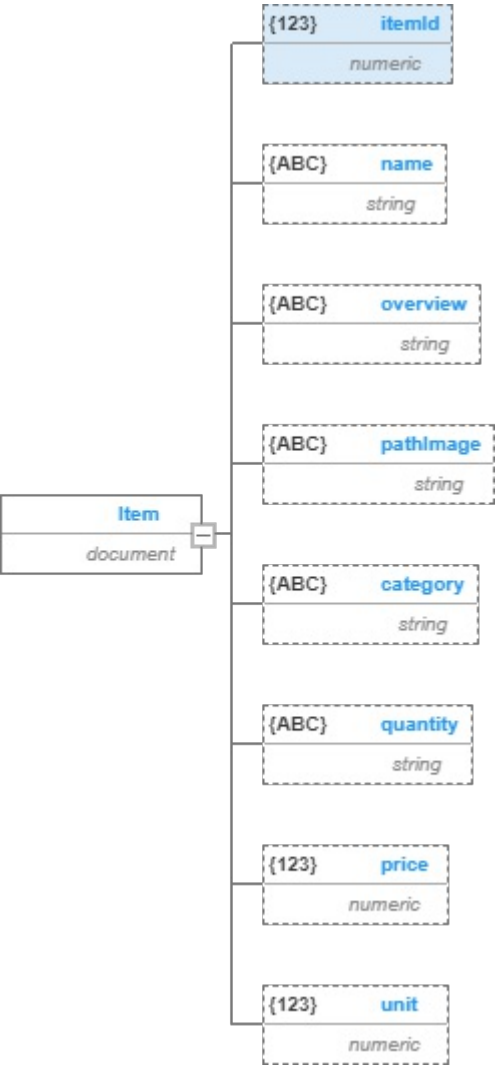 {123} itemId
numeric
{ABC} name
string
{ABC} overview
string
{ABC} pathImage
string
Item
document
{ABC} category
string
{ABC} quantity
string
{123} price
numeric
{123} unit
numeric